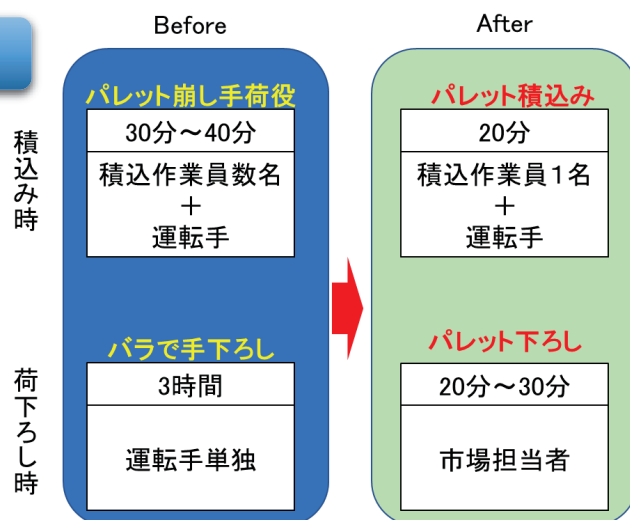 Before
After
積込み時
パレット崩し手荷役
30分～40分
積込作業員数名
＋
運転手
パレット積込み
20分
積込作業員1名
＋
運転手
荷下ろし時
バラで手下ろし
3時間
運転手単独
パレット下ろし
20分～30分
市場担当者